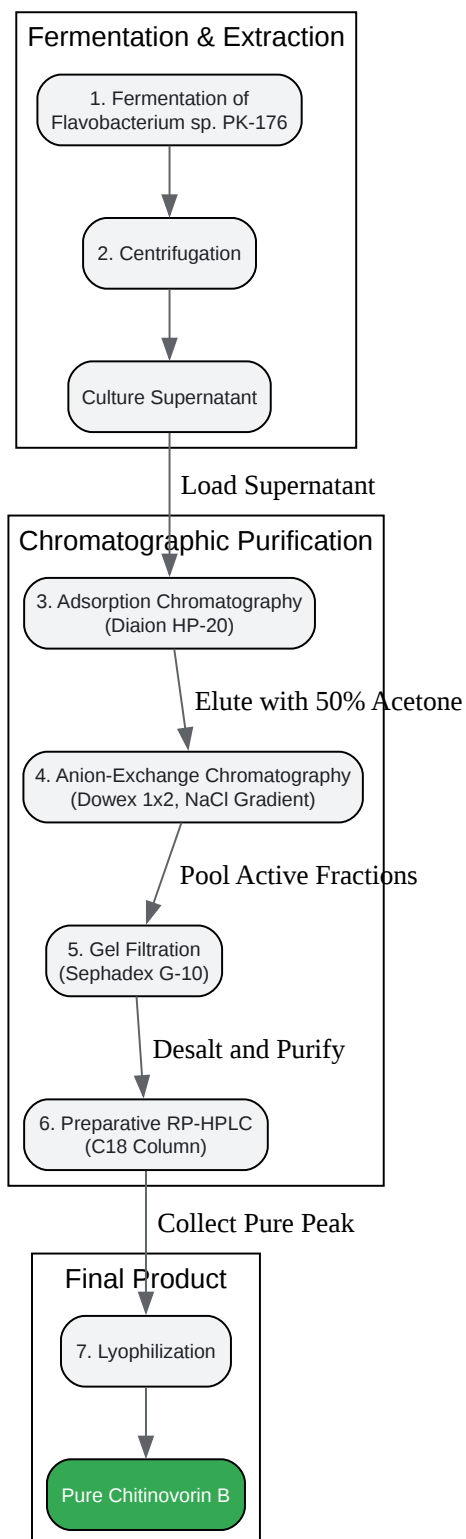 Fermentation & Extraction
1. Fermentation of
Flavobacterium sp. PK-176
2. Centrifugation
Culture Supernatant
Load Supernatant
Chromatographic Purification
3. Adsorption Chromatography
(Diaion HP-20)
Elute with 50% Acetone
4. Anion-Exchange Chromatography
(Dowex 1x2, NaCl Gradient)
Pool Active Fractions
5. Gel Filtration
(Sephadex G-10)
Desalt and Purify
6. Preparative RP-HPLC
(C18 Column)
Collect Pure Peak
Final Product
7. Lyophilization
Pure Chitinovorin B